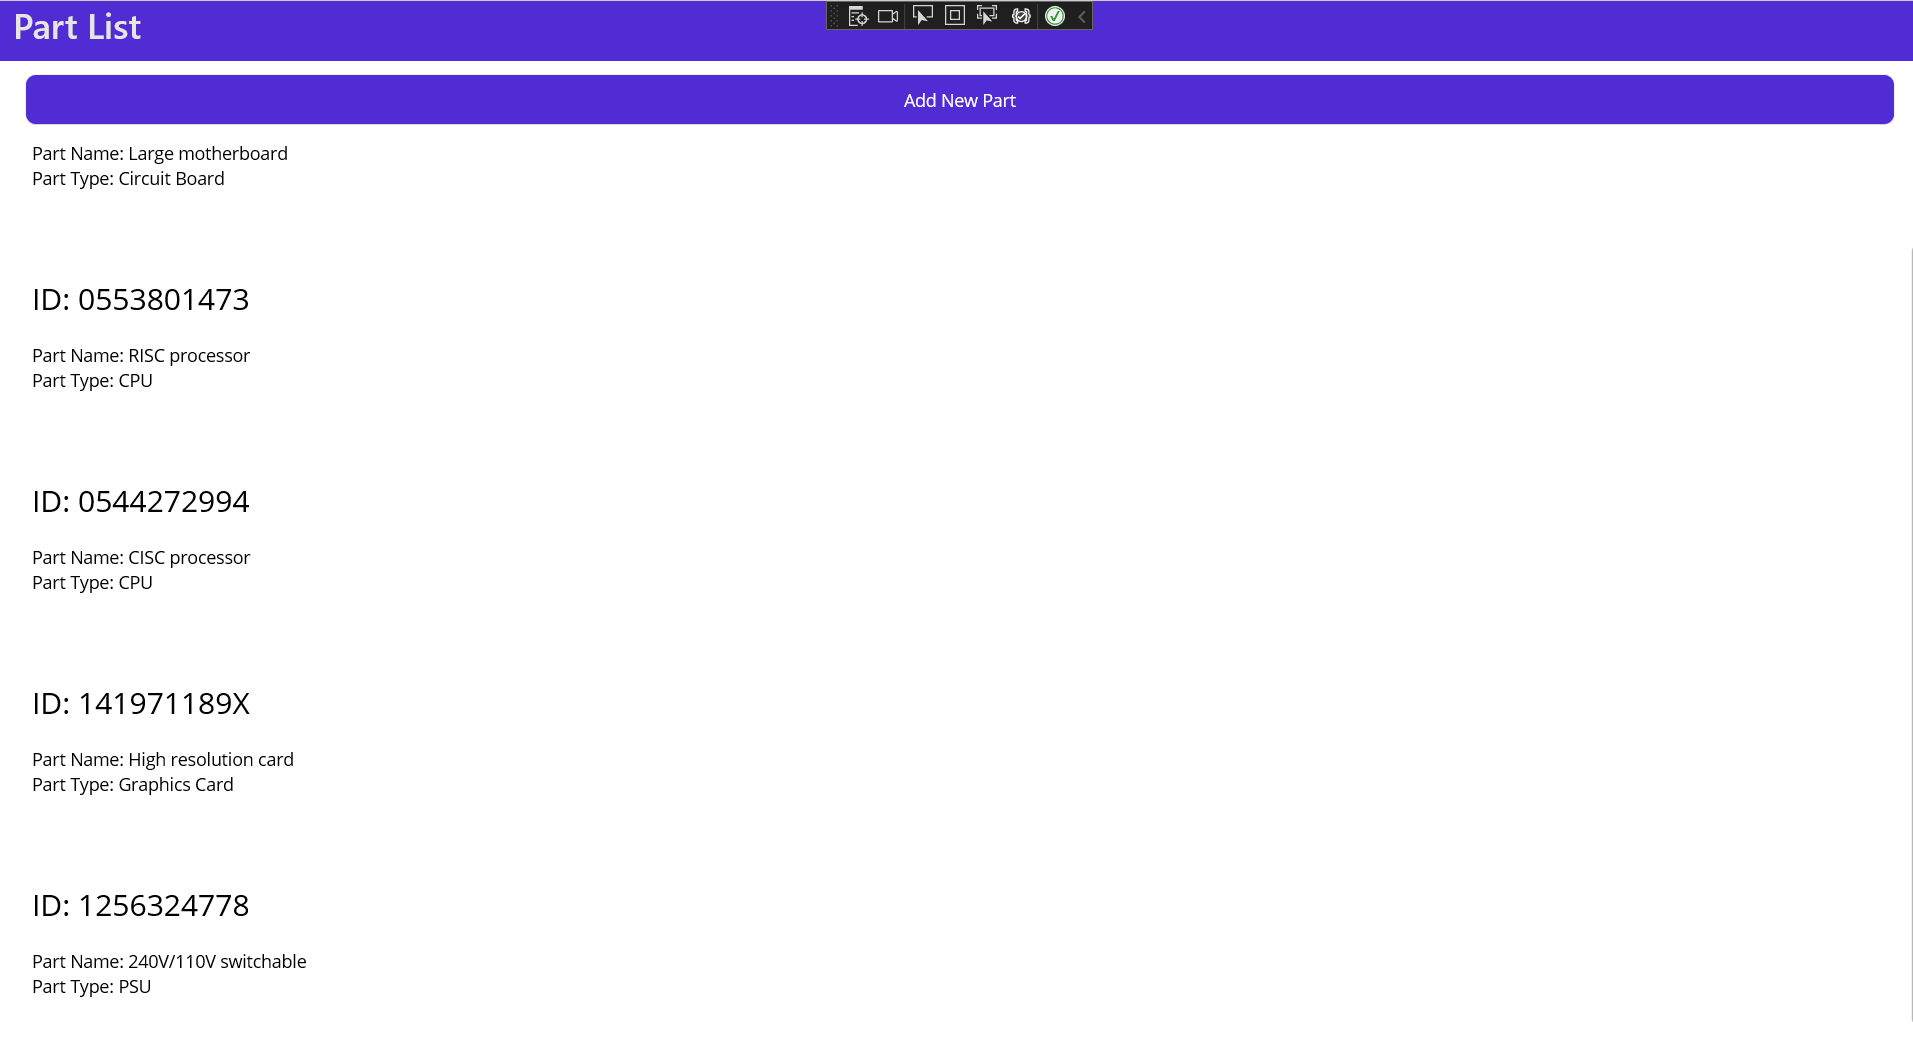 Part List
Add New Part
Part Name: Large motherboard
Part Type: Circuit Board
ID: 0553801473
Part Name: RISC processor
Part Type: CPU
ID: 0544272994
Part Name: CISC processor
Part Type: CPU
ID: 141971189X
Part Name: High resolution card
Part Type: Graphics Card
ID: 1256324778
Part Name: 240V/110V switchable
Part Type: PSU